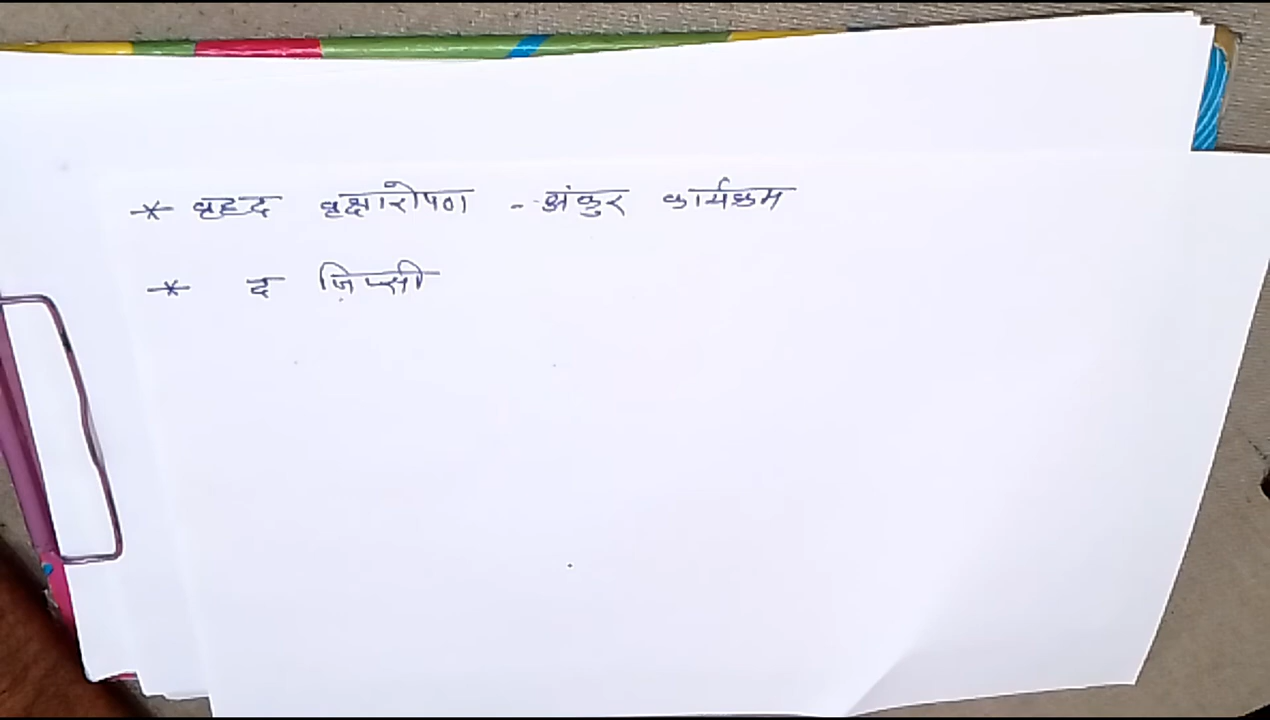 * वृहद वृक्षारोपण - अंकुर कार्यक्रम
* द ज़िप्सी